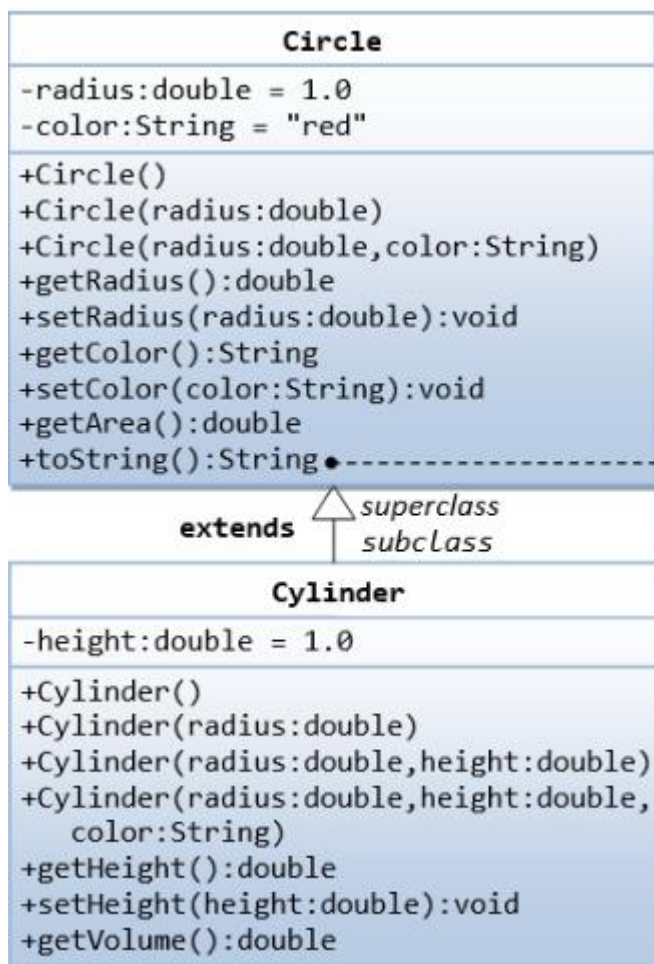 Circle
-radius:double = 1.0
-color:String = "red"
+Circle()
+Circle(radius:double)
+Circle(radius:double,color:String)
+getRadius():double
+setRadius(radius:double):void
+getColor():String
+setColor(color:String):void
+getArea():double
+toString():String
superclass
extends
subclass
Cylinder
-height:double = 1.0
+Cylinder()
+Cylinder(radius:double)
+Cylinder(radius:double,height:double)
+Cylinder(radius:double,height:double,
color:String)
+getHeight():double
+setHeight(height:double):void
+getVolume():double